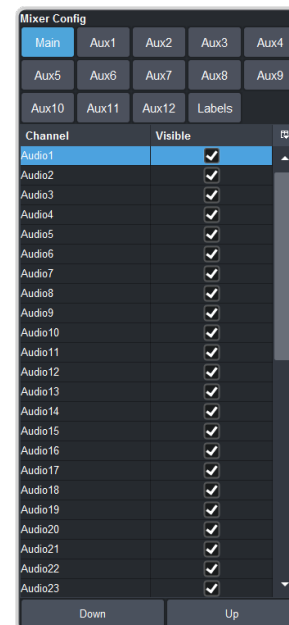 Mixer Config
Main Aux1 Aux2 Aux3 Aux4
Aux5 Aux6 Aux7 Aux8 Aux9
Aux10 Aux11 Aux12 Labels
Channel Visible
Audio1
Audio2
Audio3
Audio4
Audio5
Audio6
Audio7
Audio8
Audio9
Audio10
Audio11
Audio12
Audio13
Audio14
Audio15
Audio16
Audio17
Audio18
Audio19
Audio20
Audio21
Audio22
Audio23
Down Up